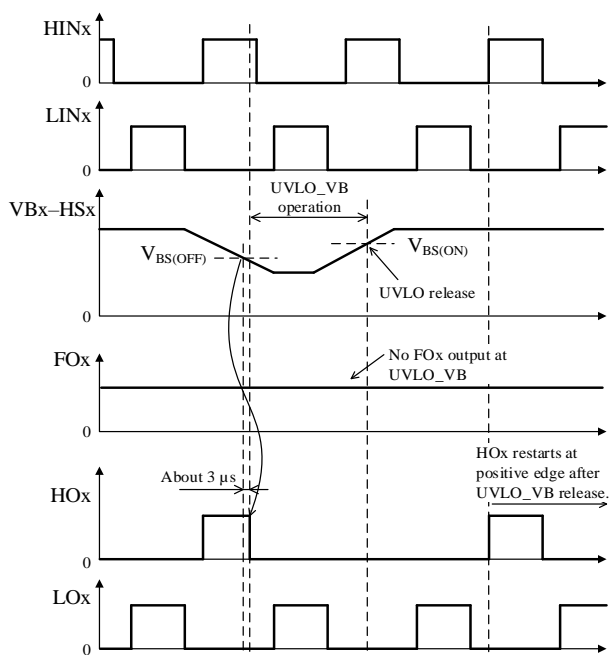 HINx
0
LINx
0
UVLO_VB
operation
VBx–HSx
VBS(OFF)
VBS(ON)
UVLO release
0
FOx
No FOx output at
UVLO_VB
0
HOx restarts at
positive edge after
UVLO_VB release.
About 3 µs
HOx
0
LOx
0